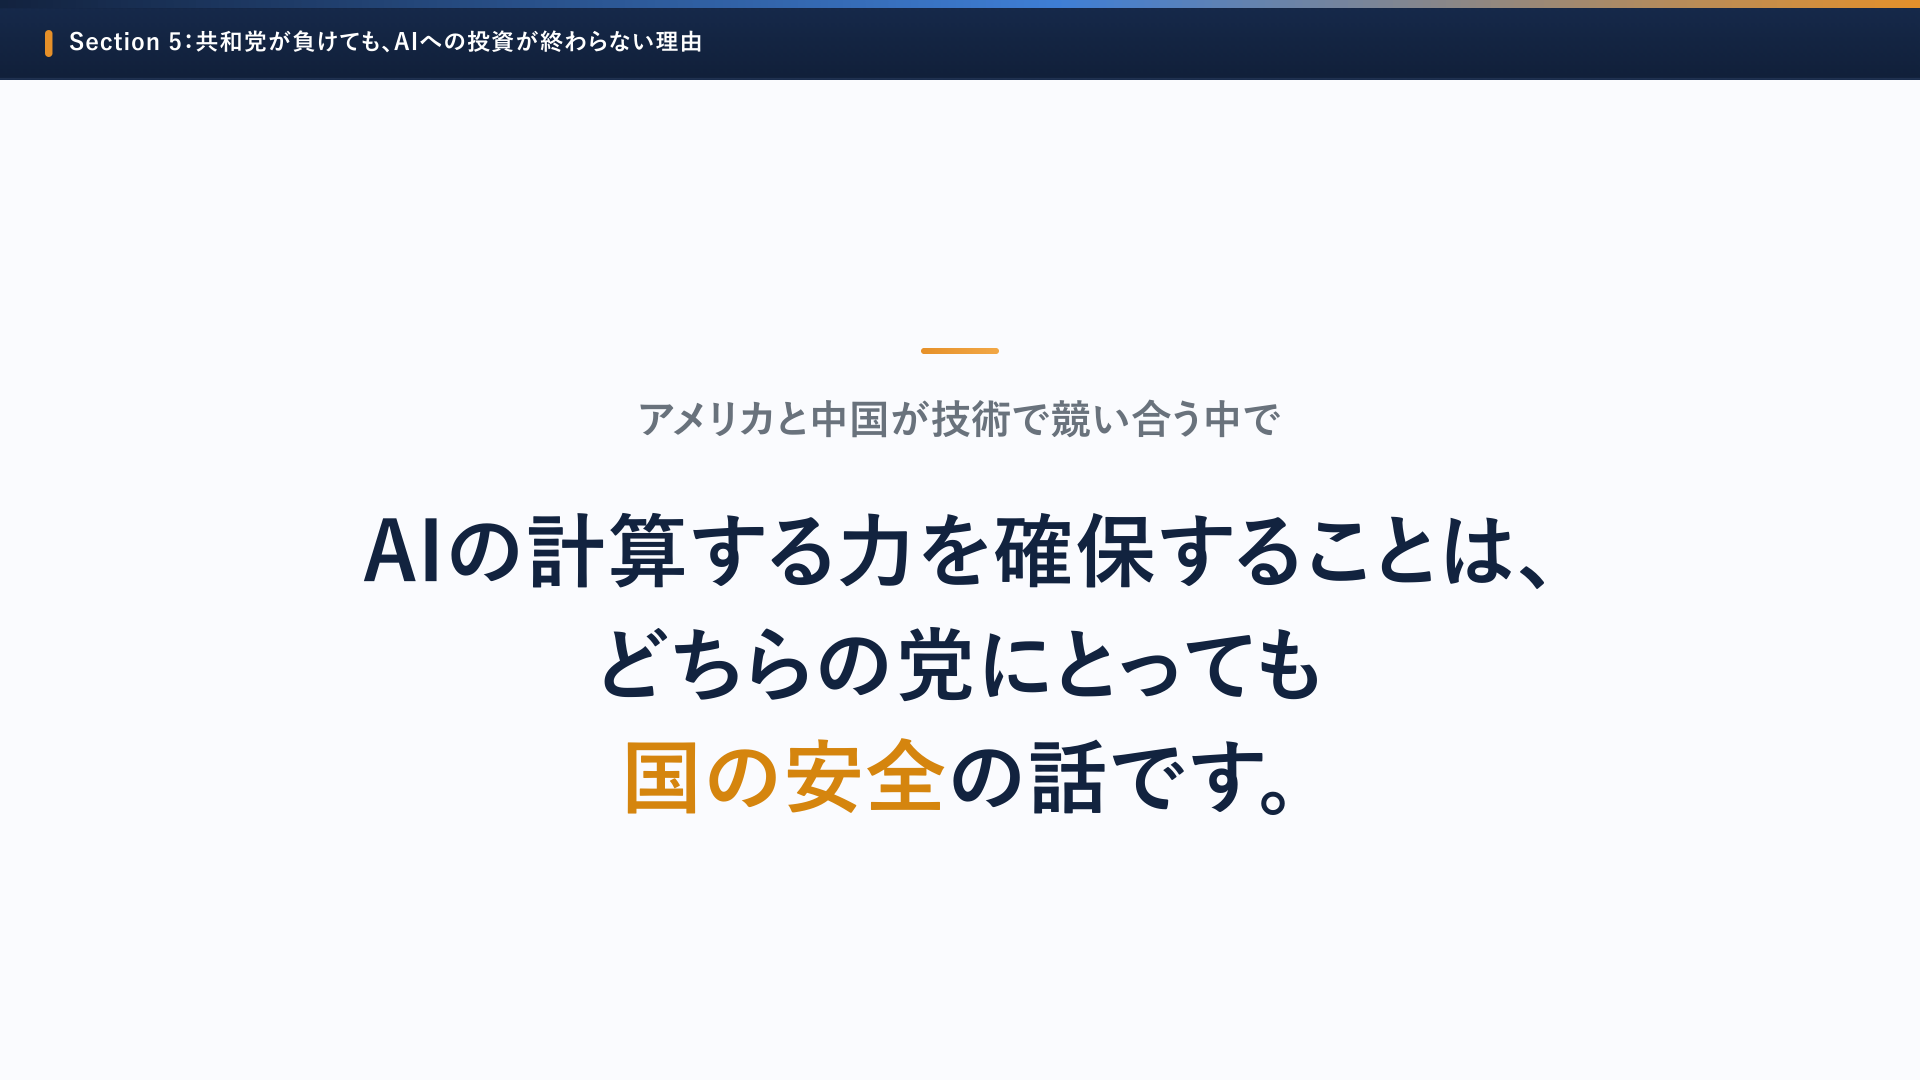 Section 5：共和党が負けても、AIへの投資が終わらない理由
アメリカと中国が技術で競い合う中で
AIの計算する力を確保することは、
どちらの党にとっても
国の安全の話です。